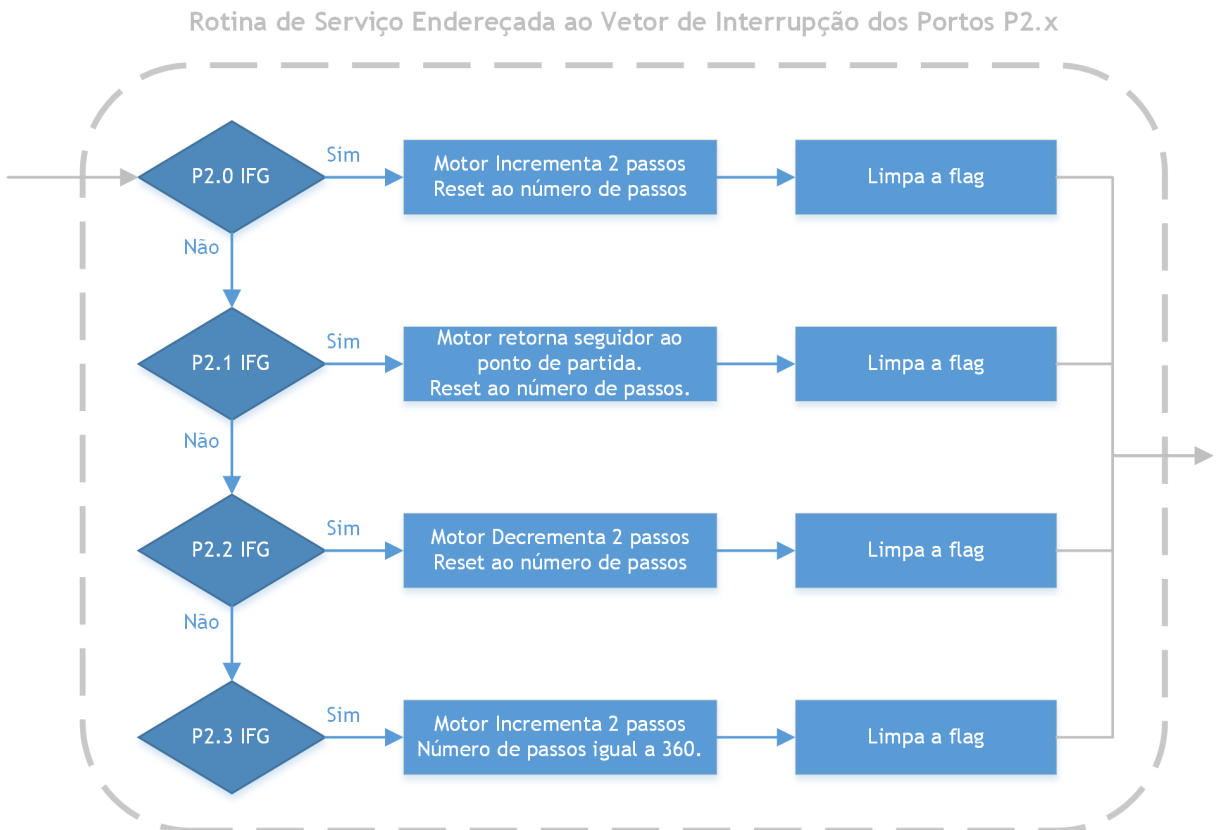 Rotina de Serviço Endereçada ao Vetor de Interrupção dos Portos P2.x
P2.0 IFG
Sim
Motor Incrementa 2 passos
Reset ao número de passos
Limpa a flag
Não
P2.1 IFG
Sim
Motor retorna seguidor ao
ponto de partida.
Reset ao número de passos.
Limpa a flag
Não
P2.2 IFG
Sim
Motor Decrementa 2 passos
Reset ao número de passos
Limpa a flag
Não
P2.3 IFG
Sim
Motor Incrementa 2 passos
Número de passos igual a 360.
Limpa a flag